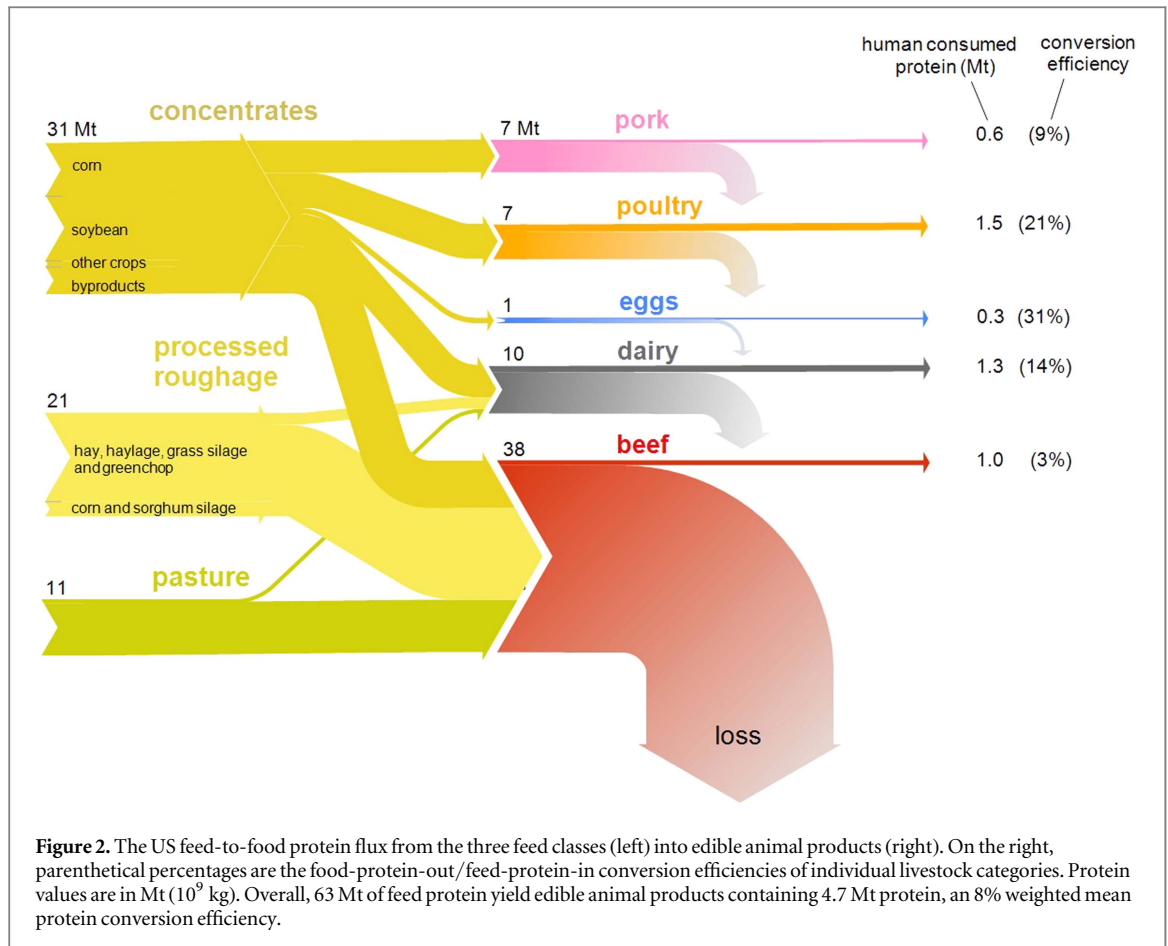 human consumed
protein (Mt)
conversion
efficiency
concentrates
31 Mt
corn
soybean
other crops
byproducts
7 Mt
pork
0.6 (9%)
7
poultry
1.5 (21%)
1
eggs
0.3 (31%)
processed
roughage
10
dairy
1.3 (14%)
21
hay, haylage, grass silage
and greenchop
corn and sorghum silage
38
beef
1.0 (3%)
11
pasture
loss
Figure 2. The US feed-to-food protein flux from the three feed classes (left) into edible animal products (right). On the right,
parenthetical percentages are the food-protein-out/feed-protein-in conversion efficiencies of individual livestock categories. Protein
values are in Mt (10⁹ kg). Overall, 63 Mt of feed protein yield edible animal products containing 4.7 Mt protein, an 8% weighted mean
protein conversion efficiency.